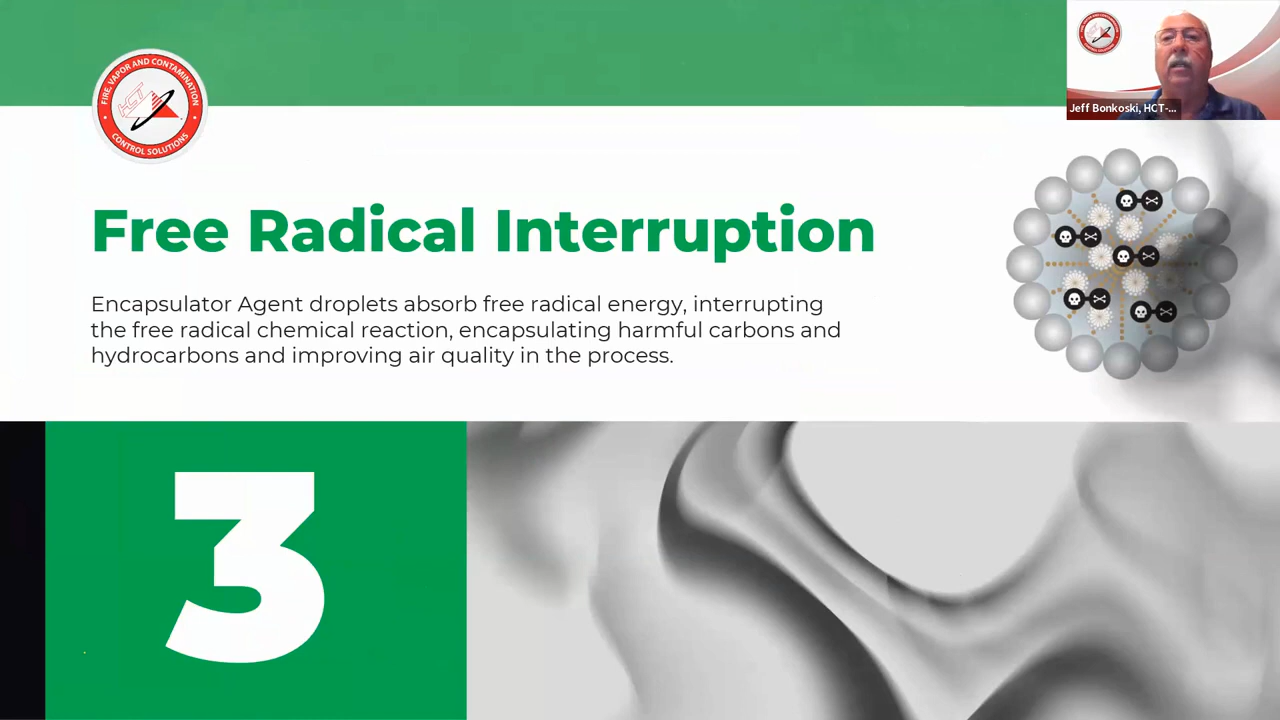 FIRE, VAPOR AND CONTAMINATION
HCT
CONTROL SOLUTIONS
Jeff Bonkoski, HCT-...
Free Radical Interruption
Encapsulator Agent droplets absorb free radical energy, interrupting
the free radical chemical reaction, encapsulating harmful carbons and
hydrocarbons and improving air quality in the process.
3